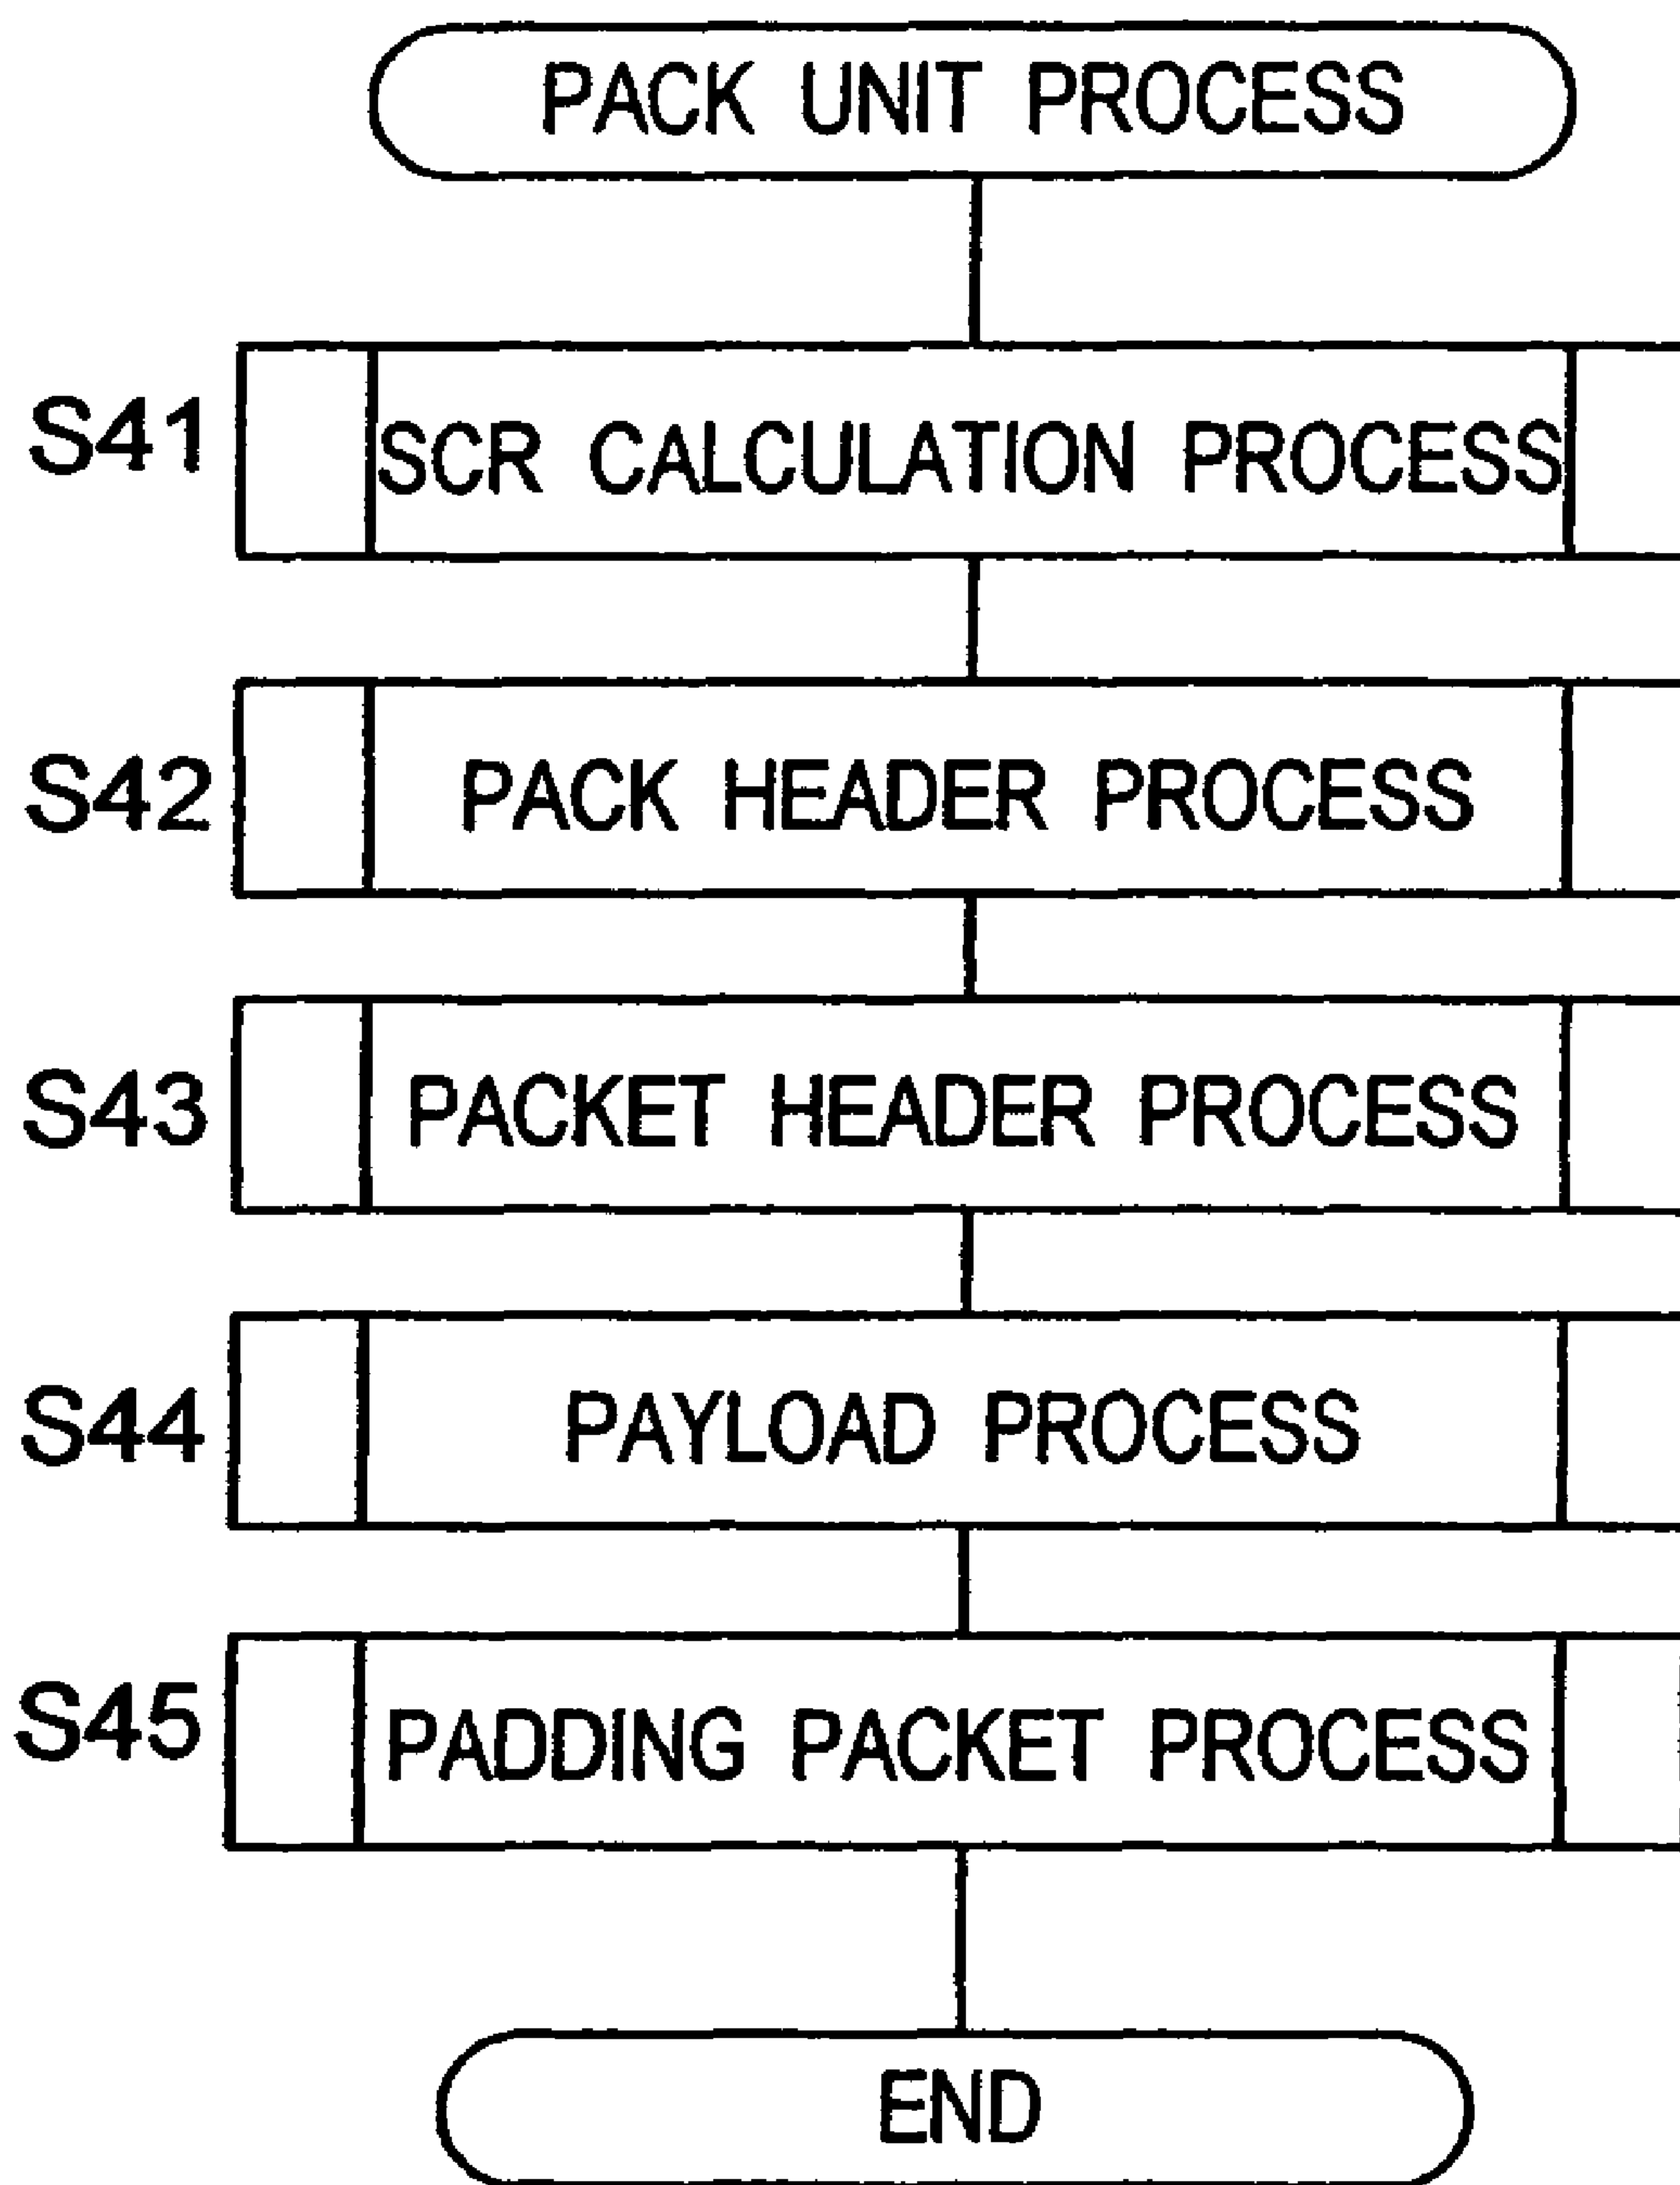 PACK UNIT PROCESS
S41 SCR CALCULATION PROCESS
S42 PACK HEADER PROCESS
S43 PACKET HEADER PROCESS
S44 PAYLOAD PROCESS
S45 PADDING PACKET PROCESS
END